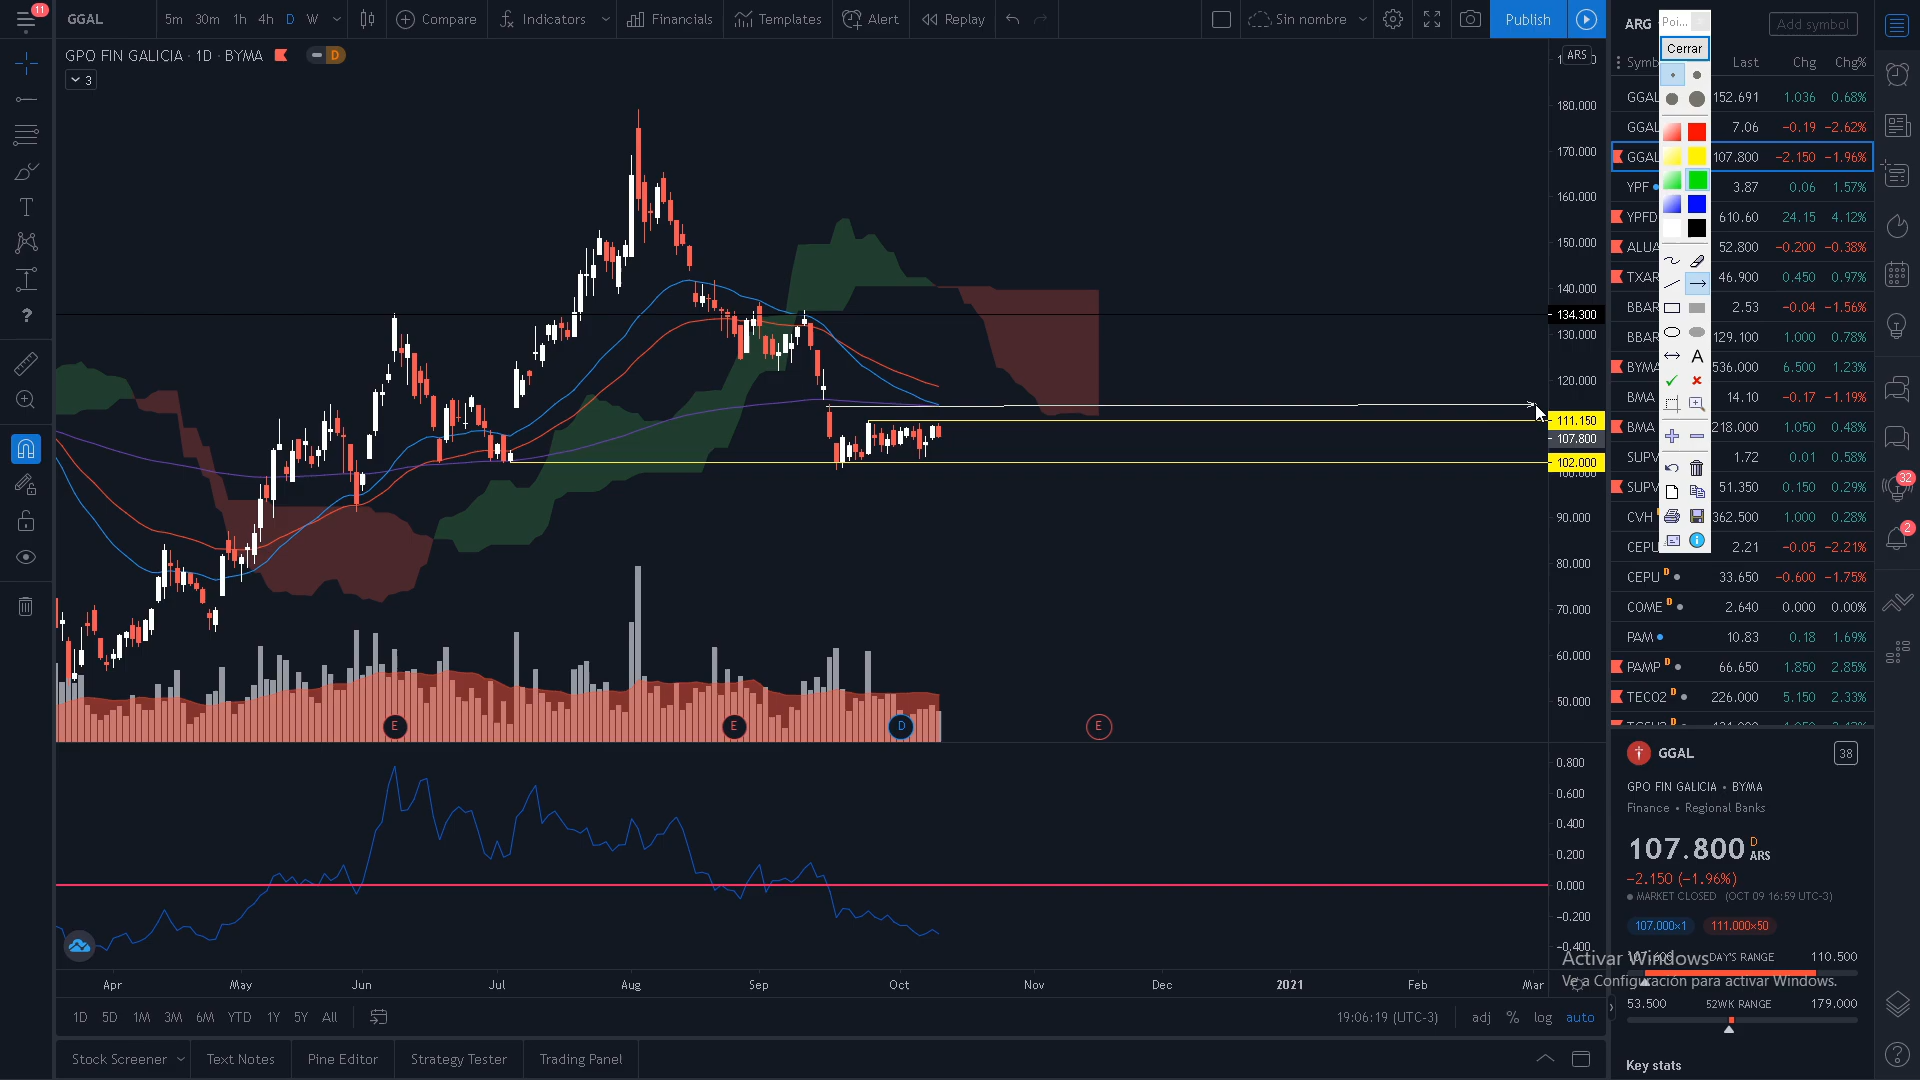 11
GGAL
5m 30m 1h 4h D W
Compare
Indicators
Financials
Templates
Alert
Replay
Sin nombre
Publish
GPO FIN GALICIA · 1D · BYMA
D
3
ARS
180.000
170.000
160.000
150.000
140.000
134.300
130.000
120.000
111.150
107.800
102.000
90.000
80.000
70.000
60.000
50.000
E
E
D
E
0.800
0.600
0.400
0.200
0.000
-0.200
-0.400
Apr May Jun Jul Aug Sep Oct Nov Dec 2021 Feb Mar
1D 5D 1M 3M 6M YTD 1Y 5Y All
19:06:19 (UTC-3)
adj % log auto
Stock Screener
Text Notes
Pine Editor
Strategy Tester
Trading Panel
Poi...
Cerrar
A
ARG
Add symbol
Symb Last Chg Chg%
GGAL 152.691 1.036 0.68%
GGAL 7.06 −0.19 −2.62%
GGAL 107.800 −2.150 −1.96%
YPF 3.87 0.06 1.57%
YPFD 610.60 24.15 4.12%
ALUA 52.800 −0.200 −0.38%
TXAR 46.900 0.450 0.97%
BBAR 2.53 −0.04 −1.56%
BBAR 129.100 1.000 0.78%
BYMA 536.000 6.500 1.23%
BMA 14.10 −0.17 −1.19%
BMA 218.000 1.050 0.48%
SUPV 1.72 0.01 0.58%
SUPV 51.350 0.150 0.29%
CVH 362.500 1.000 0.28%
CEPU 2.21 −0.05 −2.21%
CEPU D 33.650 −0.600 −1.75%
COME D 2.640 0.000 0.00%
PAM 10.83 0.18 1.69%
PAMP D 66.650 1.850 2.85%
TECO2 D 226.000 5.150 2.33%
32
2
GGAL
38
GPO FIN GALICIA • BYMA
Finance • Regional Banks
107.800 D ARS
−2.150 (−1.96%)
MARKET CLOSED (OCT 09 16:59 UTC-3)
107.000×1 111.000×50
DAY'S RANGE 110.500
53.500 52WK RANGE 179.000
Key stats
Activar Windows
Ve a Configuración para activar Windows.